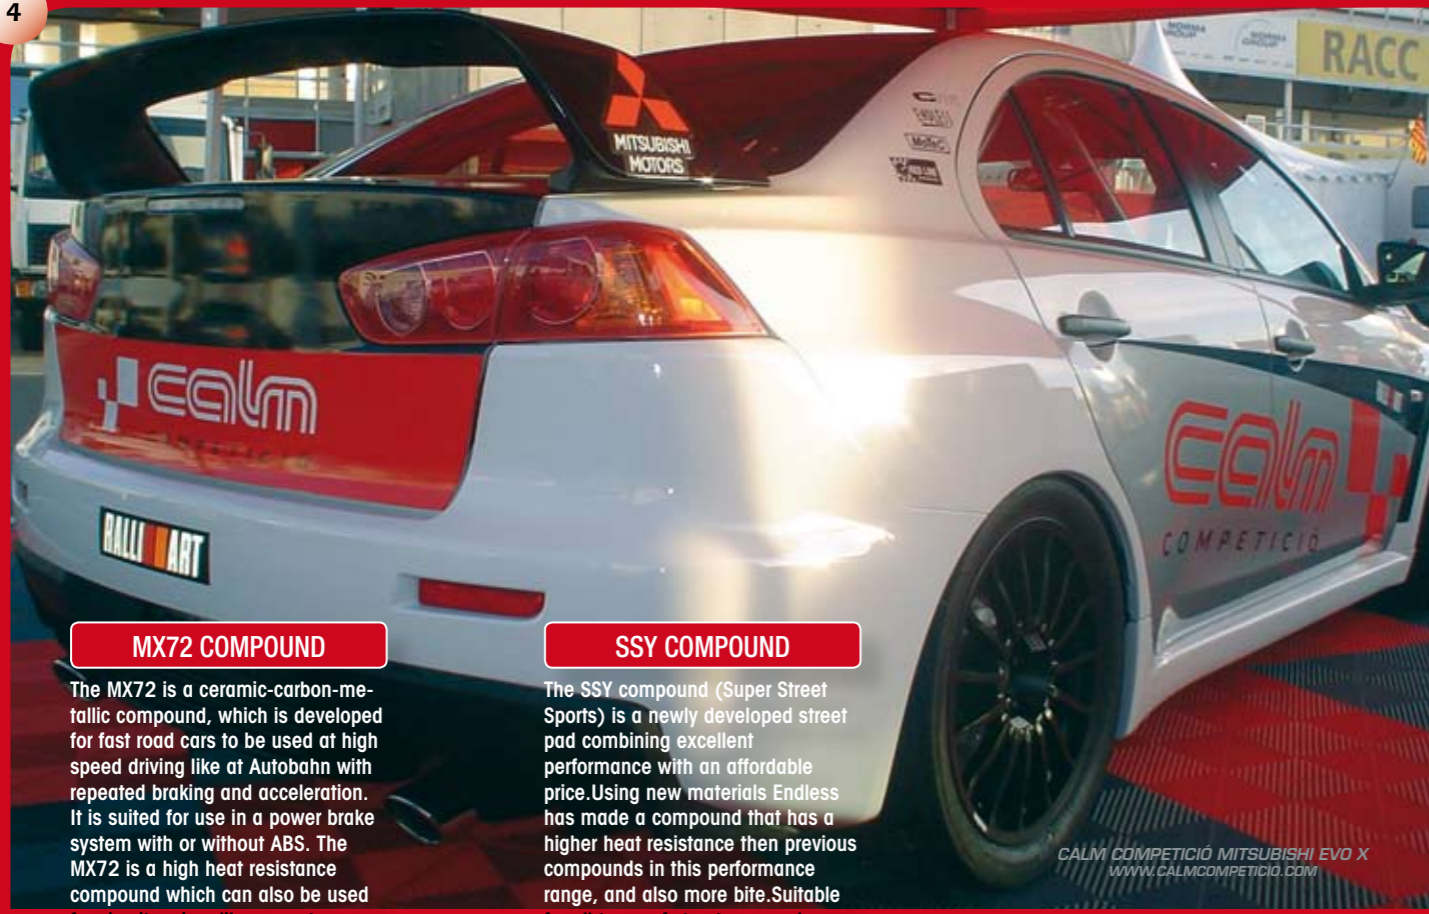 4
NORMA
GROUP
NORMA
GROUP
RACC
MITSUBISHI
MOTORS
MoTeC
calm
COMPETICIÓ
RALLI ART
calm
COMPETICIÓ
MX72 COMPOUND
The MX72 is a ceramic-carbon-me-
tallic compound, which is developed
for fast road cars to be used at high
speed driving like at Autobahn with
repeated braking and acceleration.
It is suited for use in a power brake
system with or without ABS. The
MX72 is a high heat resistance
compound which can also be used
SSY COMPOUND
The SSY compound (Super Street
Sports) is a newly developed street
pad combining excellent
performance with an affordable
price.Using new materials Endless
has made a compound that has a
higher heat resistance then previous
compounds in this performance
range, and also more bite.Suitable
CALM COMPETICIÓ MITSUBISHI EVO X
WWW.CALMCOMPETICIO.COM